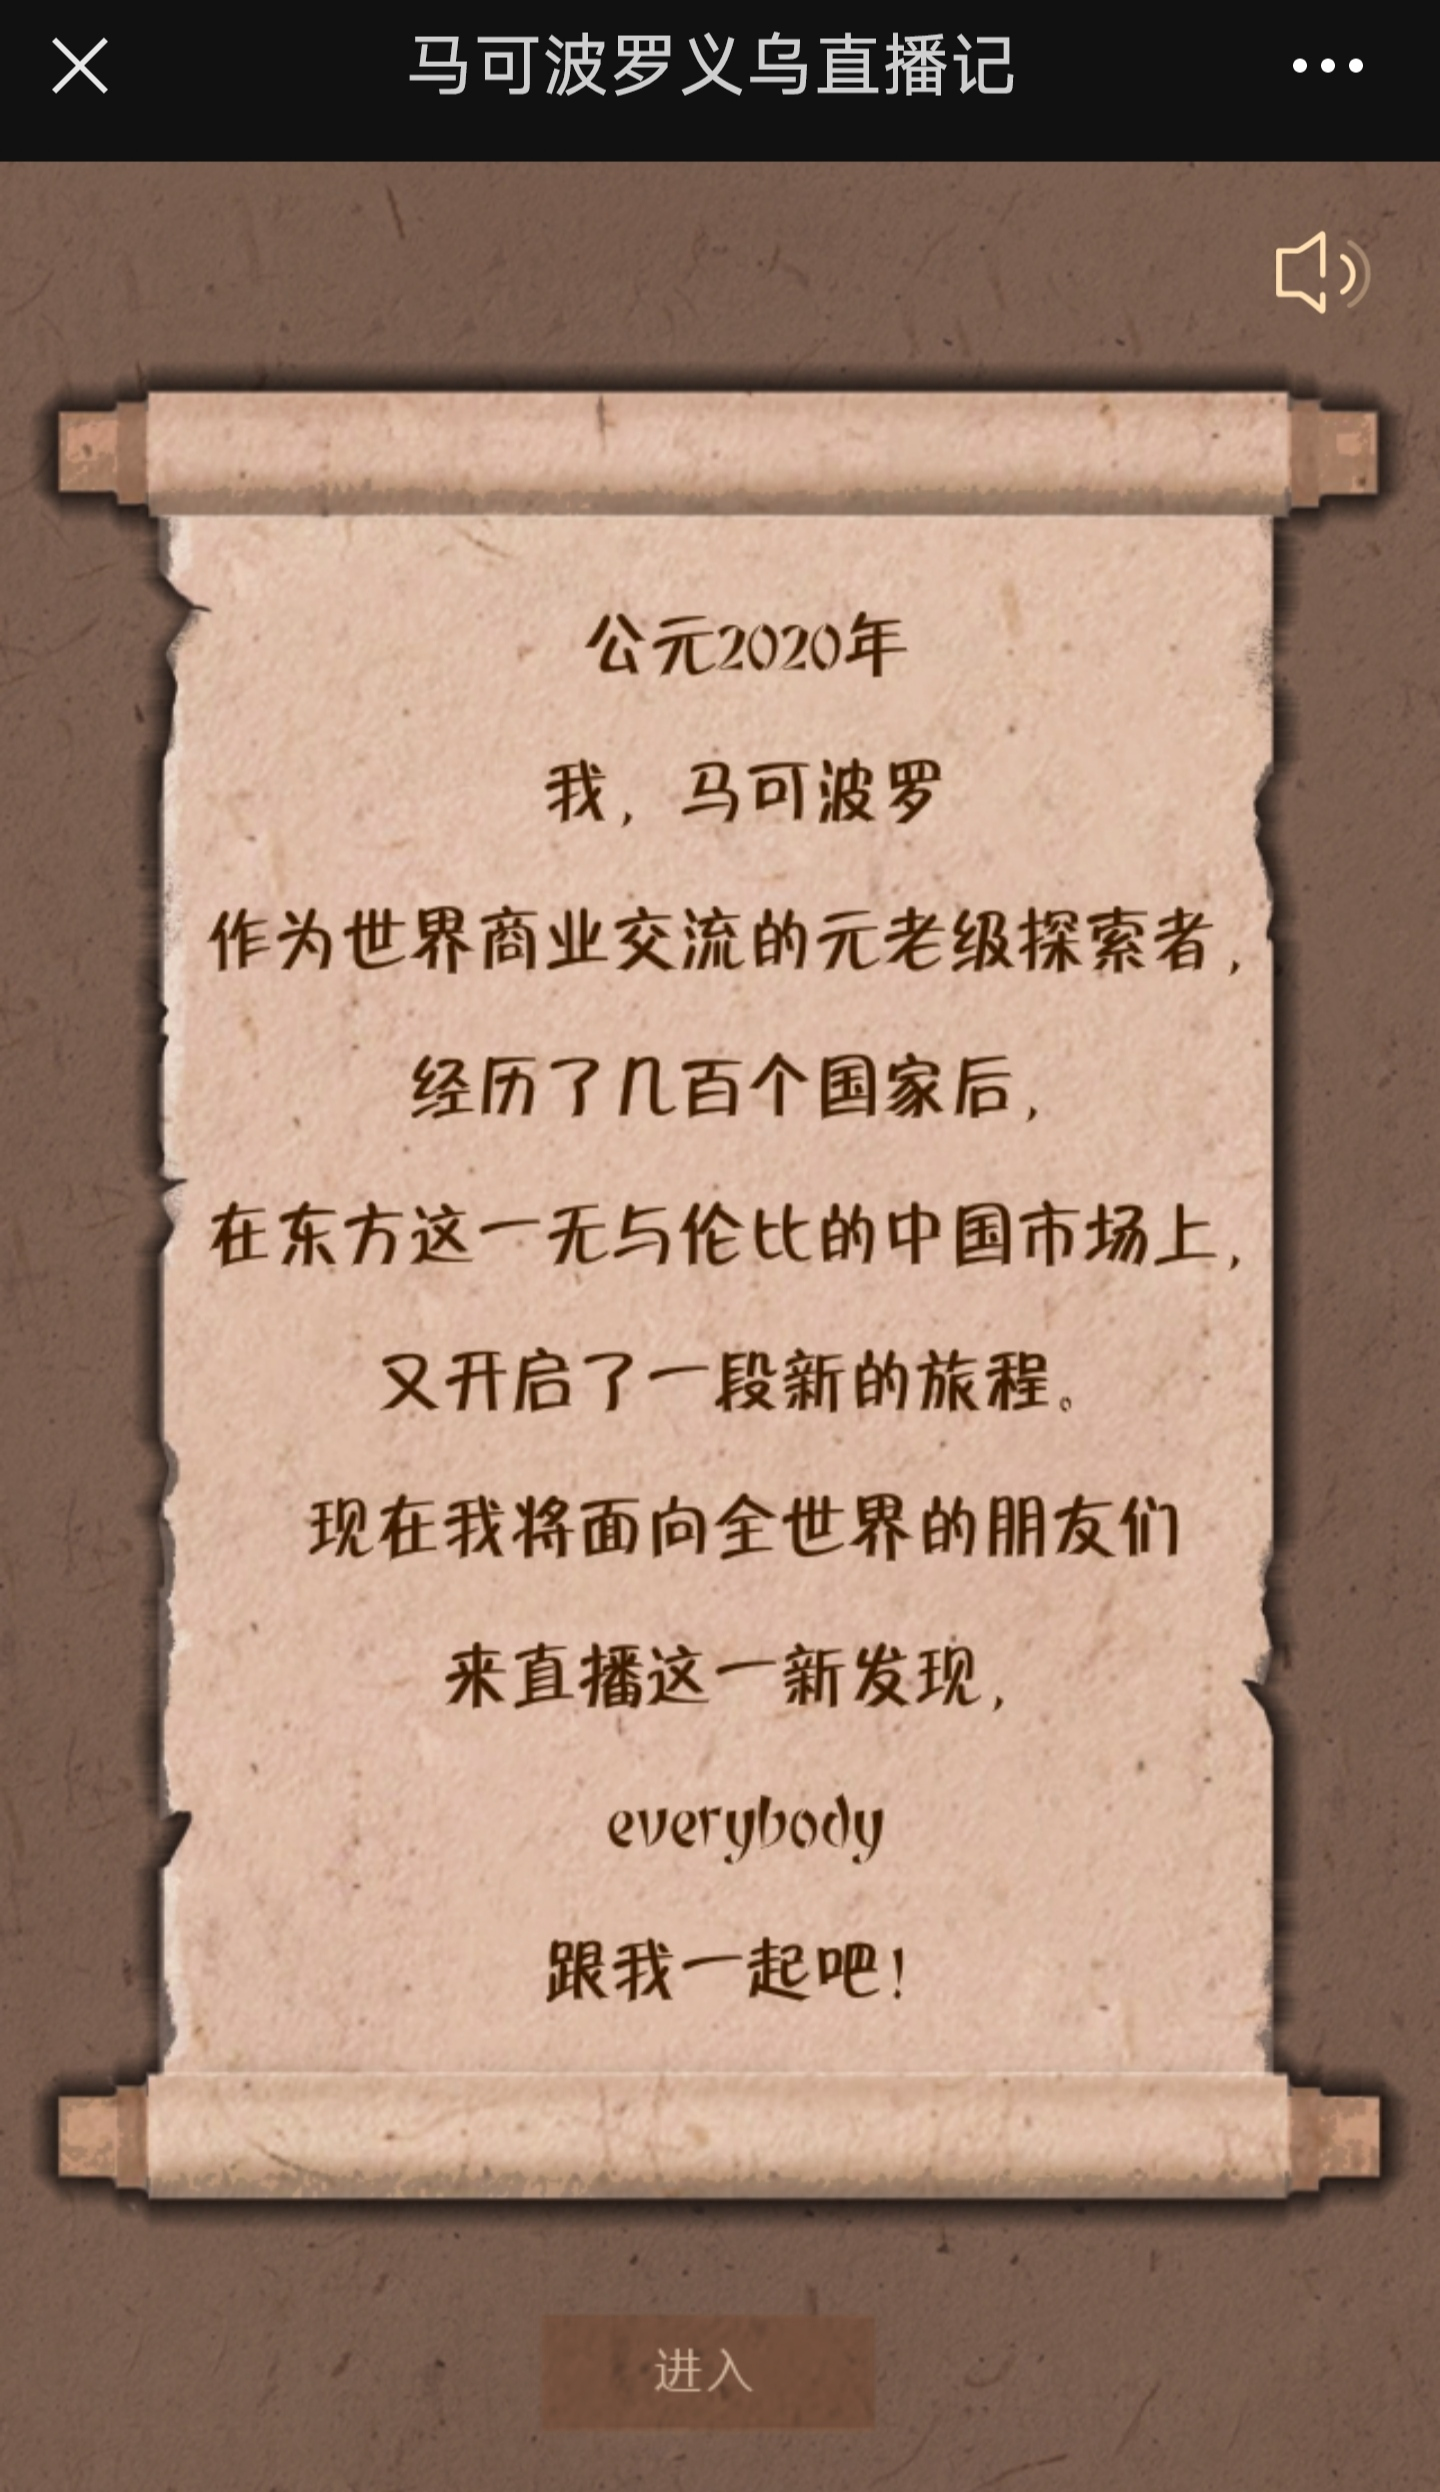 马可波罗义乌直播记
公元2020年
我，马可波罗
作为世界商业交流的元老级探索者，
经历了几百个国家后，
在东方这一无与伦比的中国市场上，
又开启了一段新的旅程。
现在我将面向全世界的朋友们
来直播这一新发现，
everybody
跟我一起吧！
进入